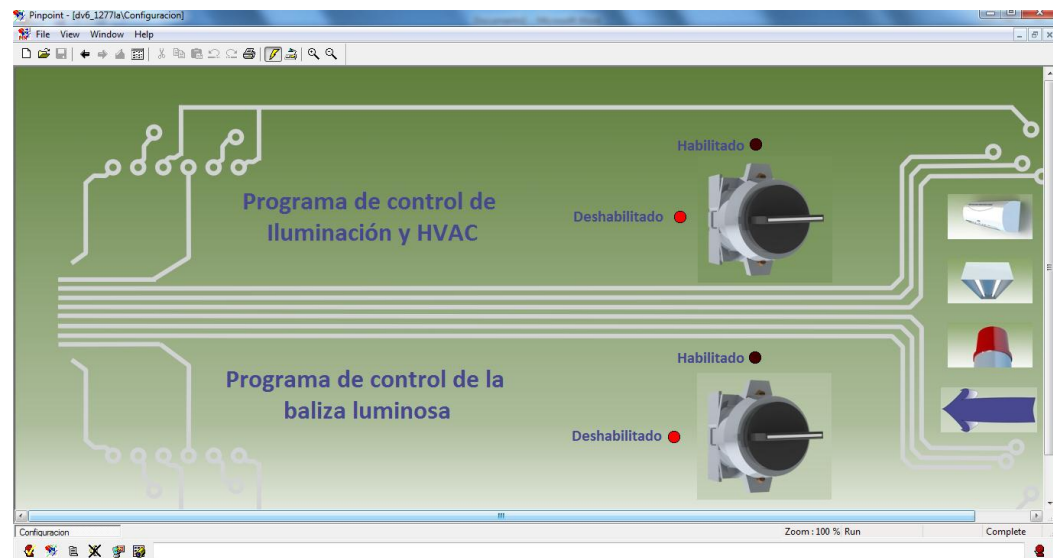 Pinpoint - [dv6_1277la\Configuracion]
File View Window Help
Habilitado
Programa de control de
Iluminación y HVAC
Deshabilitado
Habilitado
Programa de control de la
baliza luminosa
Deshabilitado
Configuracion
Zoom : 100 % Run
Complete